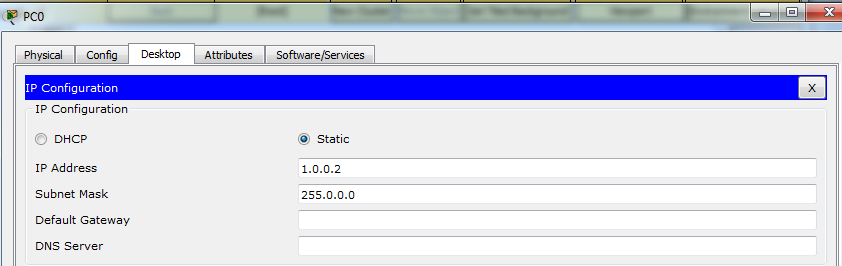 PC0
Physical Config Desktop Attributes Software/Services
IP Configuration X
IP Configuration
DHCP Static
IP Address 1.0.0.2
Subnet Mask 255.0.0.0
Default Gateway
DNS Server